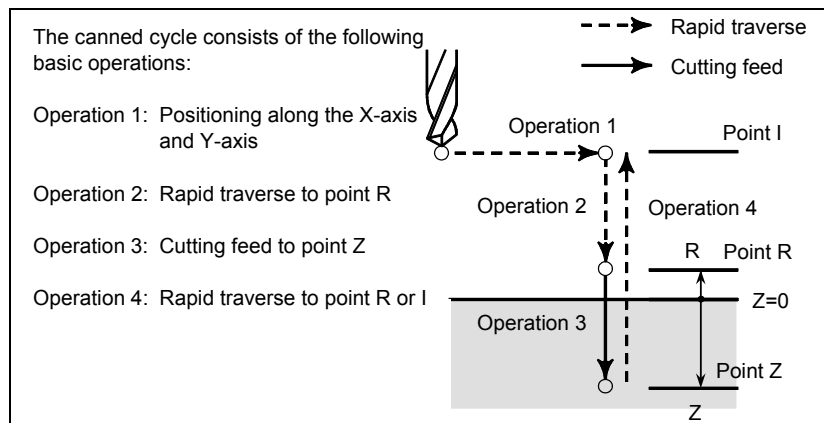 The canned cycle consists of the following
basic operations:
Operation 1: Positioning along the X-axis
and Y-axis
Operation 2: Rapid traverse to point R
Operation 3: Cutting feed to point Z
Operation 4: Rapid traverse to point R or I
Rapid traverse
Cutting feed
Operation 1
Point I
Operation 2
Operation 4
R
Point R
Z=0
Operation 3
Point Z
Z